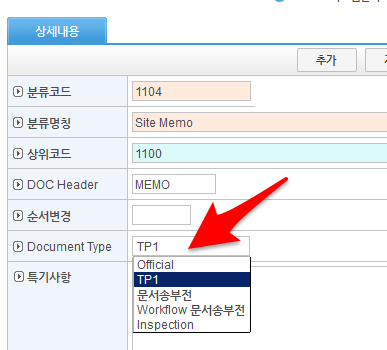 상세내용
추가
분류코드 1104
분류명칭 Site Memo
상위코드 1100
DOC Header MEMO
순서변경
Document Type TP1
Official
TP1
특기사항
문서송부전
Workflow 문서송부전
Inspection